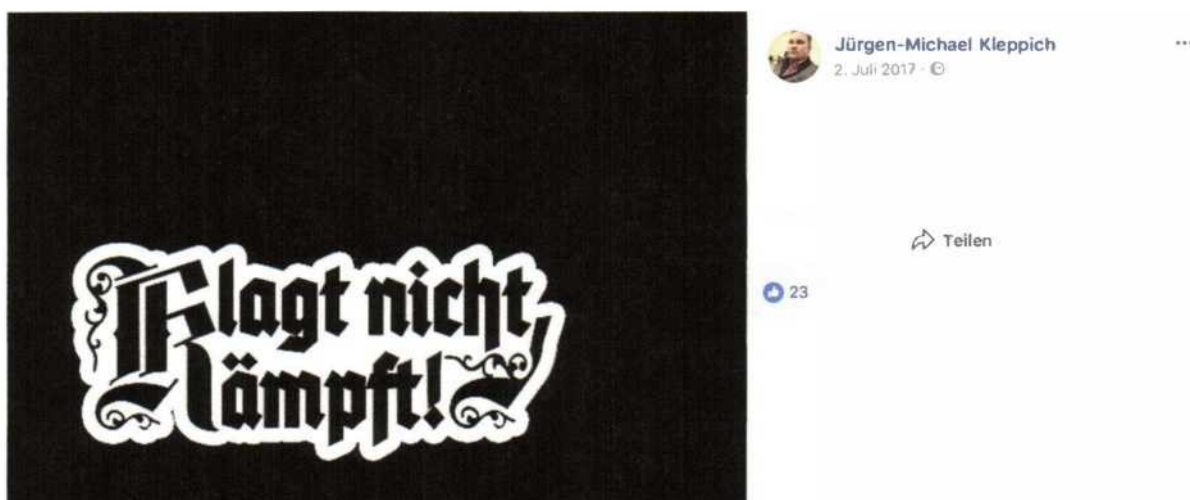 Klagt nicht
Kämpft!
Jürgen-Michael Kleppich
2. Juli 2017
Teilen
23